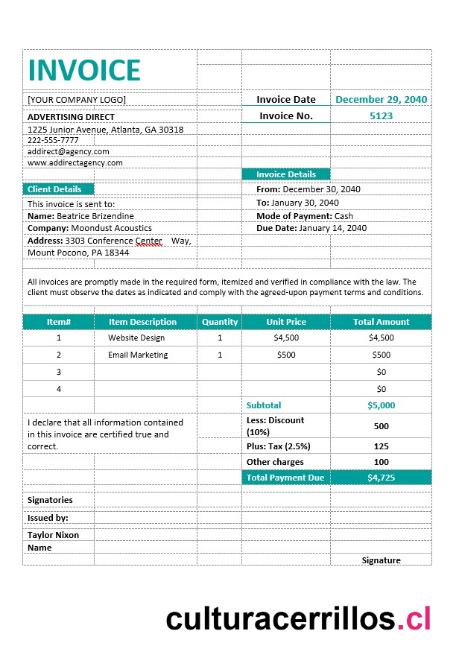 INVOICE
[YOUR COMPANY LOGO]
Invoice Date December 29, 2040
ADVERTISING DIRECT
Invoice No. 5123
1225 Junior Avenue, Atlanta, GA 30318
222-555-7777
addirect@agency.com
www.addirectagency.com
Invoice Details
Client Details
From: December 30, 2040
This invoice is sent to:
To: January 30, 2040
Name: Beatrice Brizendine
Mode of Payment: Cash
Company: Moondust Acoustics
Due Date: January 14, 2040
Address: 3303 Conference Center Way,
Mount Pocono, PA 18344
All invoices are promptly made in the required form, itemized and verified in compliance with the law. The
client must observe the dates as indicated and comply with the agreed-upon payment terms and conditions.
Item# Item Description Quantity Unit Price Total Amount
1 Website Design 1 $4,500 $4,500
2 Email Marketing 1 $500 $500
3 $0
4 $0
Subtotal $5,000
I declare that all information contained
in this invoice are certified true and
correct.
Less: Discount
(10%) 500
Plus: Tax (2.5%) 125
Other charges 100
Total Payment Due $4,725
Signatories
Issued by:
Taylor Nixon
Name
Signature
culturacerrillos.cl